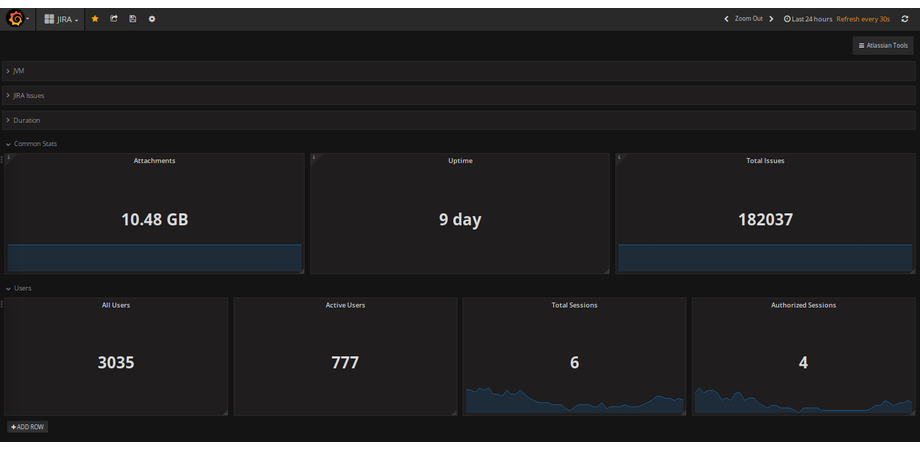 JIRA
Zoom Out
Last 24 hours Refresh every 30s
Atlassian Tools
JVM
JIRA Issues
Duration
Common Stats
Attachments
Uptime
Total Issues
10.48 GB
9 day
182037
Users
All Users
Active Users
Total Sessions
Authorized Sessions
3035
777
6
4
+ ADD ROW